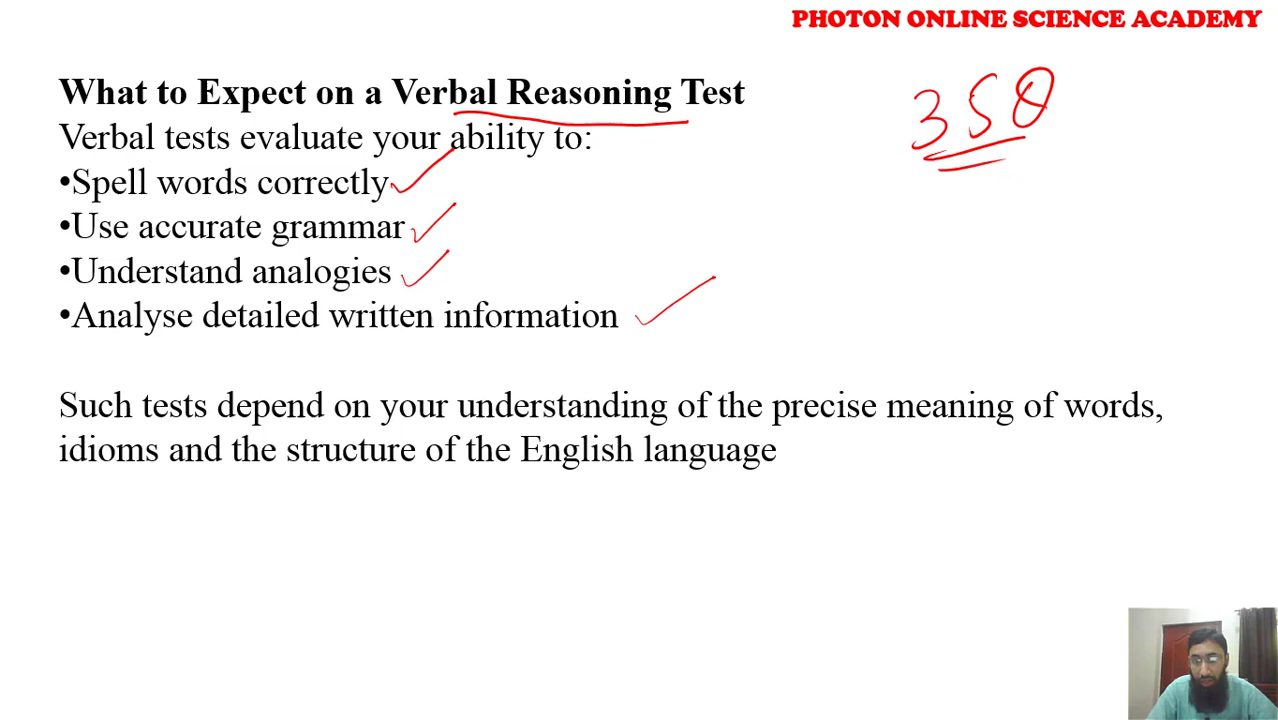 PHOTON ONLINE SCIENCE ACADEMY
What to Expect on a Verbal Reasoning Test
358
Verbal tests evaluate your ability to:
•Spell words correctly
•Use accurate grammar
•Understand analogies
•Analyse detailed written information
Such tests depend on your understanding of the precise meaning of words,
idioms and the structure of the English language